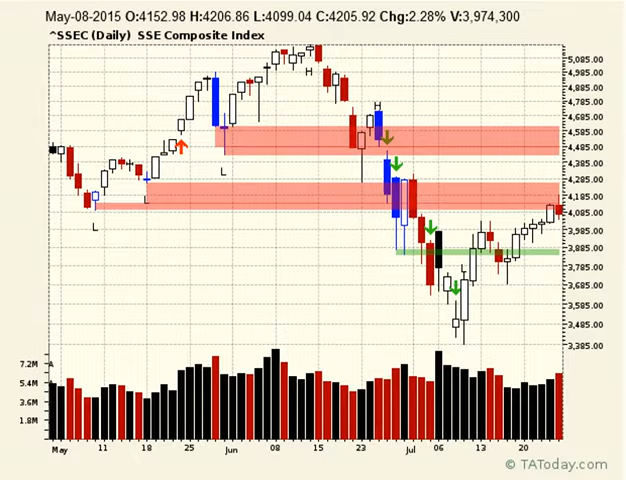 May-08-2015 O:4152.98 H:4206.86 L:4099.04 C:4205.92 Chg:2.28% V:3,974,300
^SSEC (Daily) SSE Composite Index
5,085.00
4,985.00
4,885.00
4,785.00
4,685.00
4,585.00
4,485.00
4,385.00
4,285.00
4,185.00
4,085.00
3,985.00
3,885.00
3,785.00
3,685.00
3,585.00
3,485.00
3,385.00
H
H
L
L
L
L
7.2M
5.4M
3.6M
1.8M
A
May 11 18 25 Jun 08 15 22 Jul 06 13 20
© TAToday.com